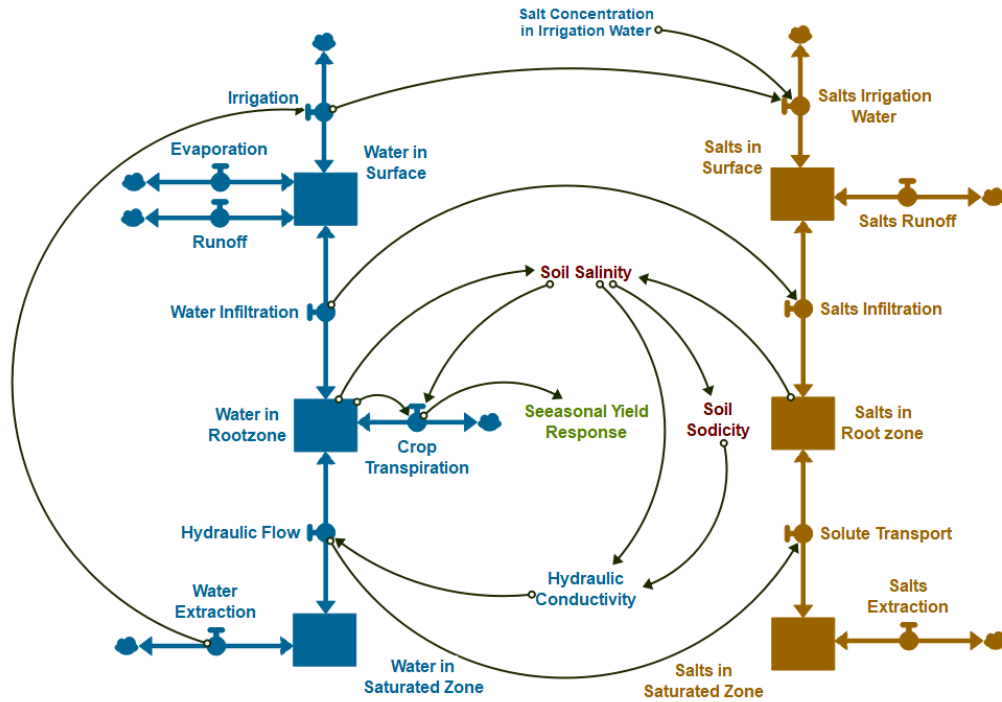 Salt Concentration
in Irrigation Water
Irrigation
Salts Irrigation
Water
Evaporation
Water in
Surface
Salts in
Surface
Runoff
Salts Runoff
Soil Salinity
Water Infiltration
Salts Infiltration
Water in
Rootzone
Crop
Transpiration
Seeasonal Yield
Response
Soil
Sodicity
Salts in
Root zone
Hydraulic Flow
Solute Transport
Hydraulic
Conductivity
Water
Extraction
Salts
Extraction
Water in
Saturated Zone
Salts in
Saturated Zone